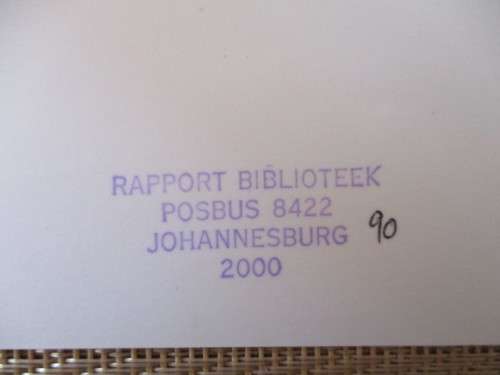 RAPPORT BIBLIOTEEK
POSBUS 8422
JOHANNESBURG 90
2000